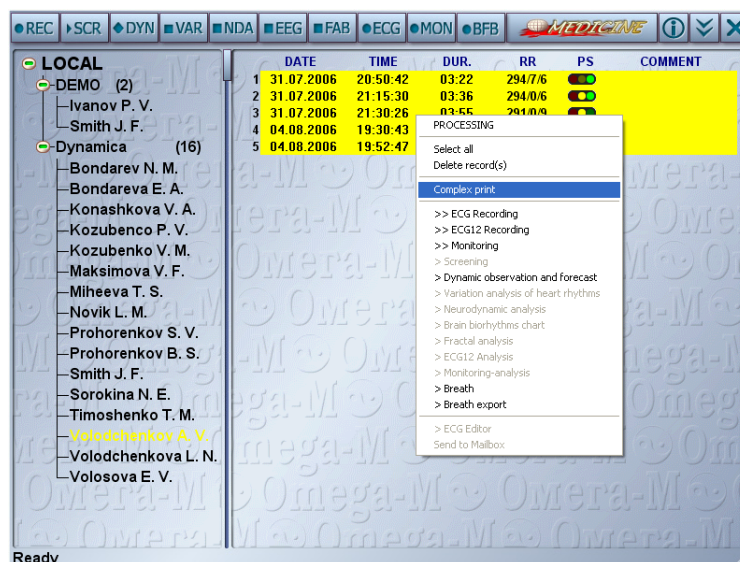 REC SCR DYN VAR NDA EEG FAB ECG MON BFB MEDICINE
LOCAL
DEMO (2)
Ivanov P. V.
Smith J. F.
Dynamica (16)
Bondarev N. M.
Bondareva E. A.
Konashkova V. A.
Kozubenco P. V.
Kozubenko V. M.
Maksimova V. F.
Miheeva T. S.
Novik L. M.
Prohorenkov S. V.
Prohorenkov B. S.
Smith J. F.
Sorokina N. E.
Timoshenko T. M.
Volodchenkov A. V.
Volodchenkova L. N.
Volosova E. V.
DATE TIME DUR. RR PS COMMENT
1 31.07.2006 20:50:42 03:22 294/7/6
2 31.07.2006 21:15:30 03:36 294/0/6
3 31.07.2006 21:30:26 03:55 291/0/9
4 04.08.2006 19:30:43
5 04.08.2006 19:52:47
PROCESSING
Select all
Delete record(s)
Complex print
>> ECG Recording
>> ECG12 Recording
>> Monitoring
> Screening
> Dynamic observation and forecast
> Variation analysis of heart rhythms
> Neurodynamic analysis
> Brain biorhythms chart
> Fractal analysis
> ECG12 Analysis
> Monitoring-analysis
> Breath
> Breath export
> ECG Editor
Send to Mailbox
Omega-M
Ready